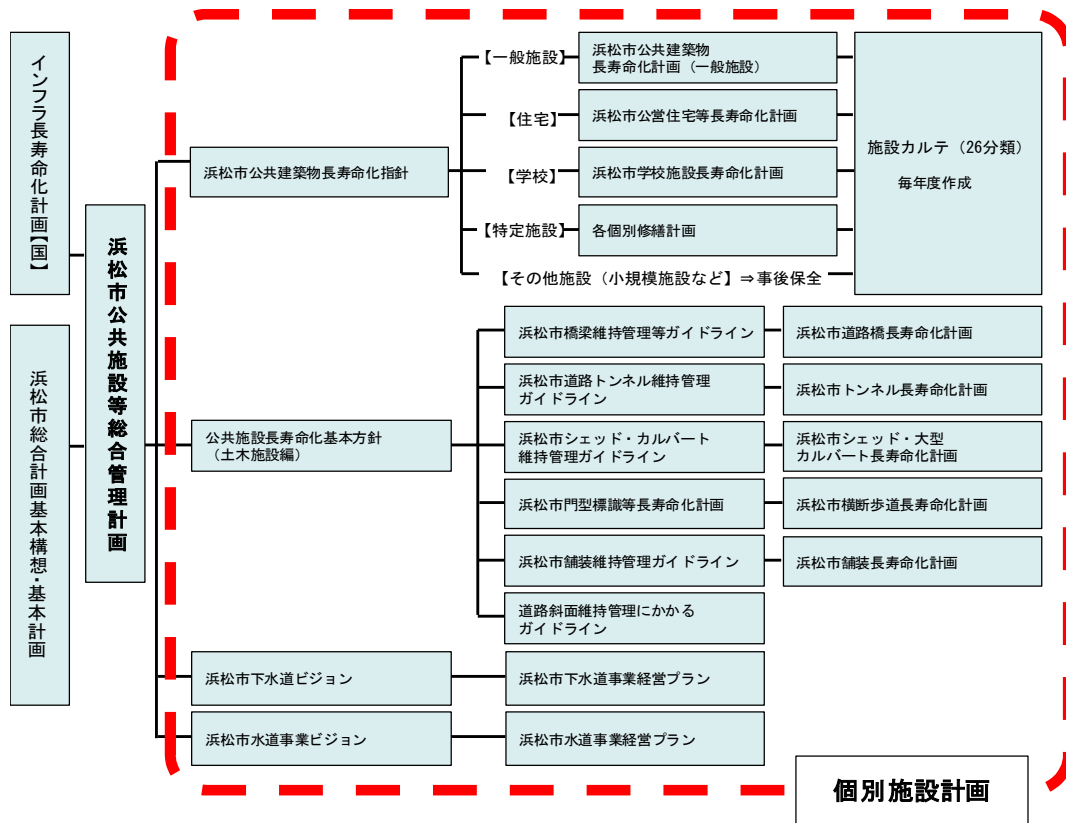 インフラ長寿命化計画【国】
浜松市総合計画基本構想・基本計画
浜松市公共施設等総合管理計画
浜松市公共建築物長寿命化指針
【一般施設】
浜松市公共建築物
長寿命化計画（一般施設）
【住宅】
浜松市公営住宅等長寿命化計画
【学校】
浜松市学校施設長寿命化計画
【特定施設】
各個別修繕計画
【その他施設（小規模施設など】⇒事後保全
施設カルテ（26分類）
毎年度作成
公共施設長寿命化基本方針
（土木施設編）
浜松市橋梁維持管理等ガイドライン
浜松市道路橋長寿命化計画
浜松市道路トンネル維持管理
ガイドライン
浜松市トンネル長寿命化計画
浜松市シェッド・カルバート
維持管理ガイドライン
浜松市シェッド・大型
カルバート長寿命化計画
浜松市門型標識等長寿命化計画
浜松市横断歩道長寿命化計画
浜松市舗装維持管理ガイドライン
浜松市舗装長寿命化計画
道路斜面維持管理にかかる
ガイドライン
浜松市下水道ビジョン
浜松市下水道事業経営プラン
浜松市水道事業ビジョン
浜松市水道事業経営プラン
個別施設計画